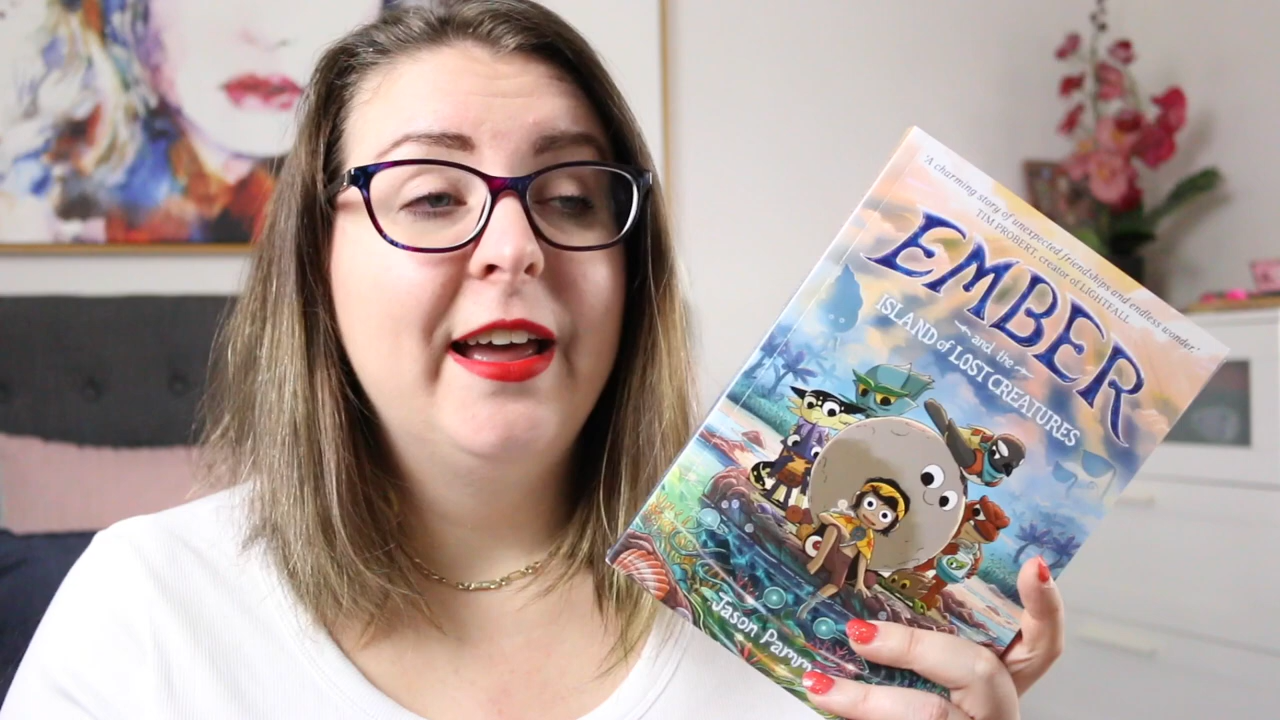 'A charming story of unexpected friendships and endless wonder.'
TIM PROBERT, creator of LIGHTFALL
EMBER
and the
ISLAND of LOST CREATURES
Jason